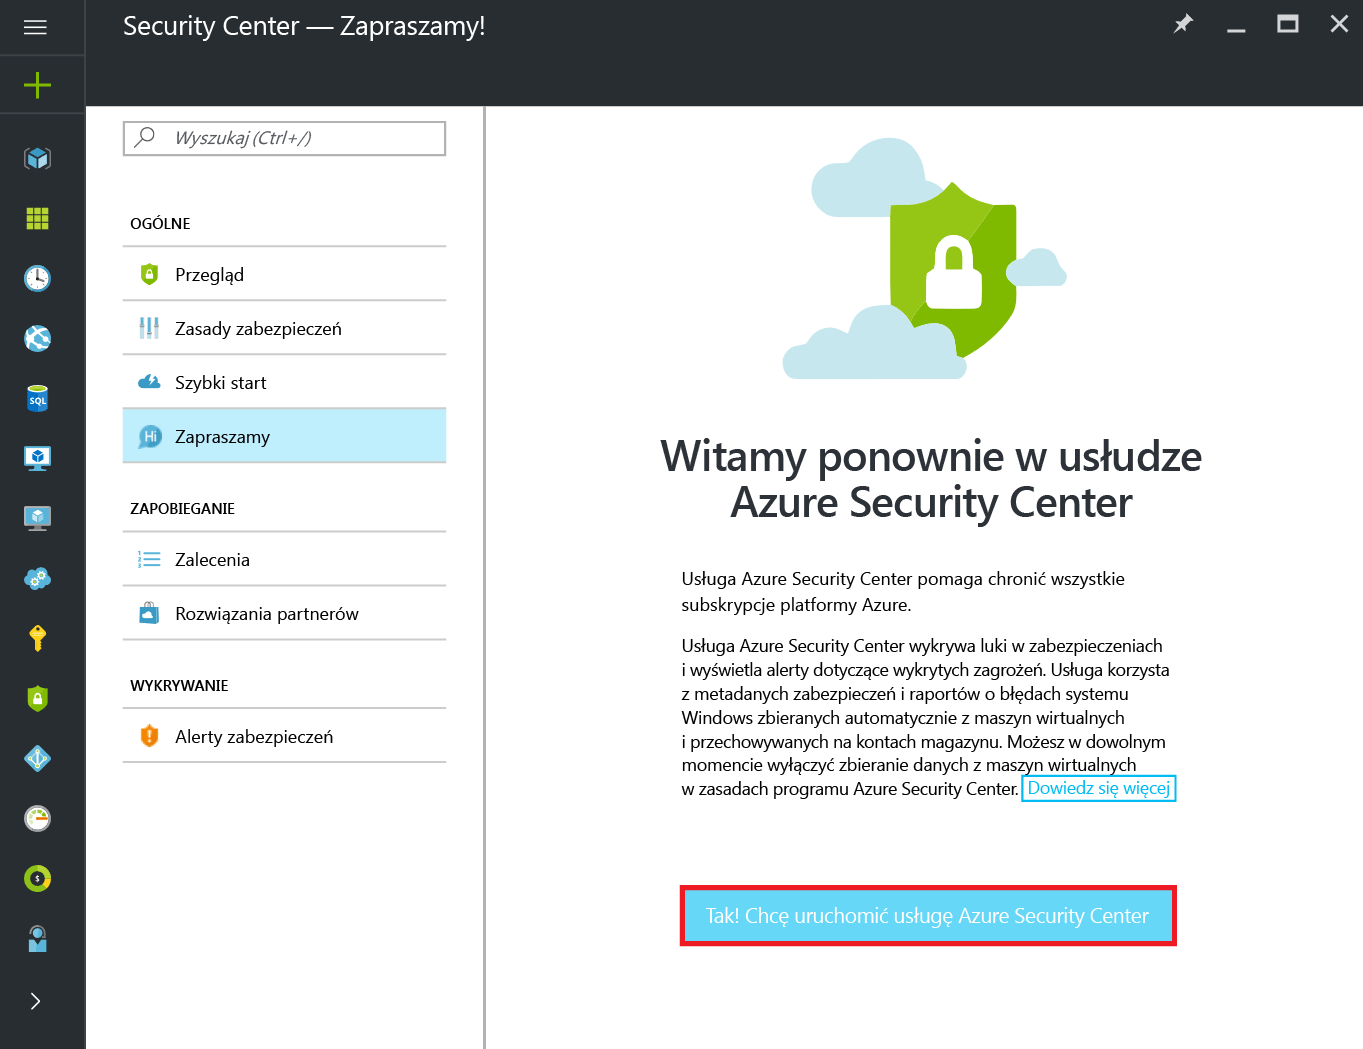 Security Center — Zapraszamy!
Wyszukaj (Ctrl+/)
OGÓLNE
Przegląd
Zasady zabezpieczeń
Szybki start
Hi
Zapraszamy
ZAPOBIEGANIE
1
2
3
Zalecenia
Rozwiązania partnerów
WYKRYWANIE
Alerty zabezpieczeń
SQL
$
Witamy ponownie w usłudze
Azure Security Center
Usługa Azure Security Center pomaga chronić wszystkie
subskrypcje platformy Azure.
Usługa Azure Security Center wykrywa luki w zabezpieczeniach
i wyświetla alerty dotyczące wykrytych zagrożeń. Usługa korzysta
z metadanych zabezpieczeń i raportów o błędach systemu
Windows zbieranych automatycznie z maszyn wirtualnych
i przechowywanych na kontach magazynu. Możesz w dowolnym
momencie wyłączyć zbieranie danych z maszyn wirtualnych
w zasadach programu Azure Security Center. Dowiedz się więcej
Tak! Chcę uruchomić usługę Azure Security Center